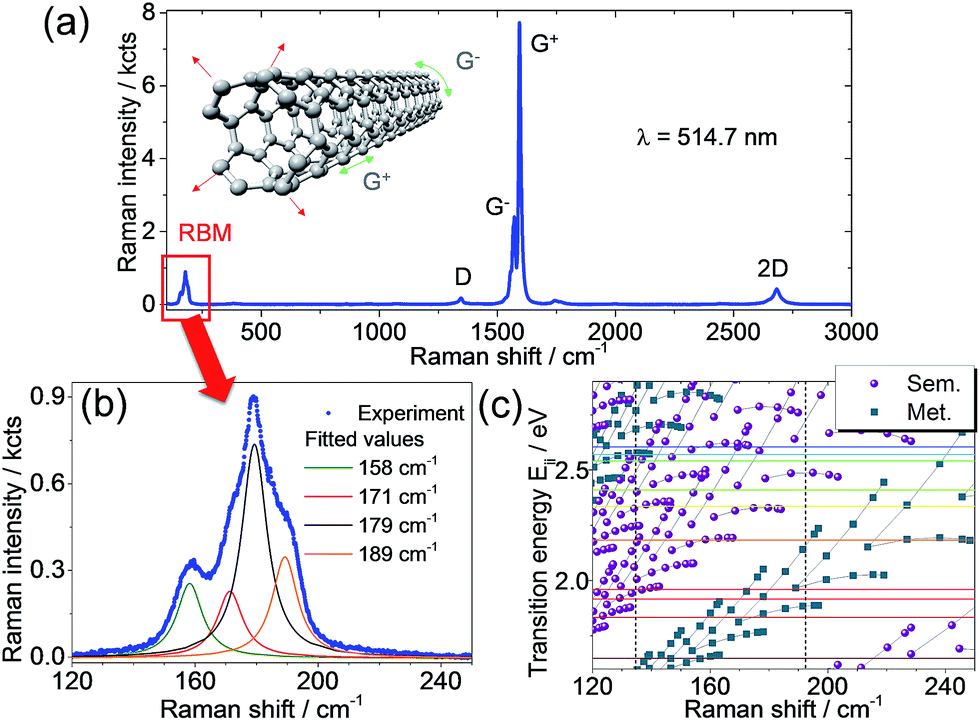 (a)
8
6
4
2
0
Raman intensity / kcts
G-
G+
G+
G-
λ = 514.7 nm
RBM
D
2D
500 1000 1500 2000 2500 3000
Raman shift / cm-1
(b)
0.9
0.6
0.3
0.0
Raman intensity / kcts
Experiment
Fitted values
158 cm-1
171 cm-1
179 cm-1
189 cm-1
120 160 200 240
Raman shift / cm-1
(c)
Sem.
Met.
Transition energy Eii / eV
2.5
2.0
120 160 200 240
Raman shift / cm-1